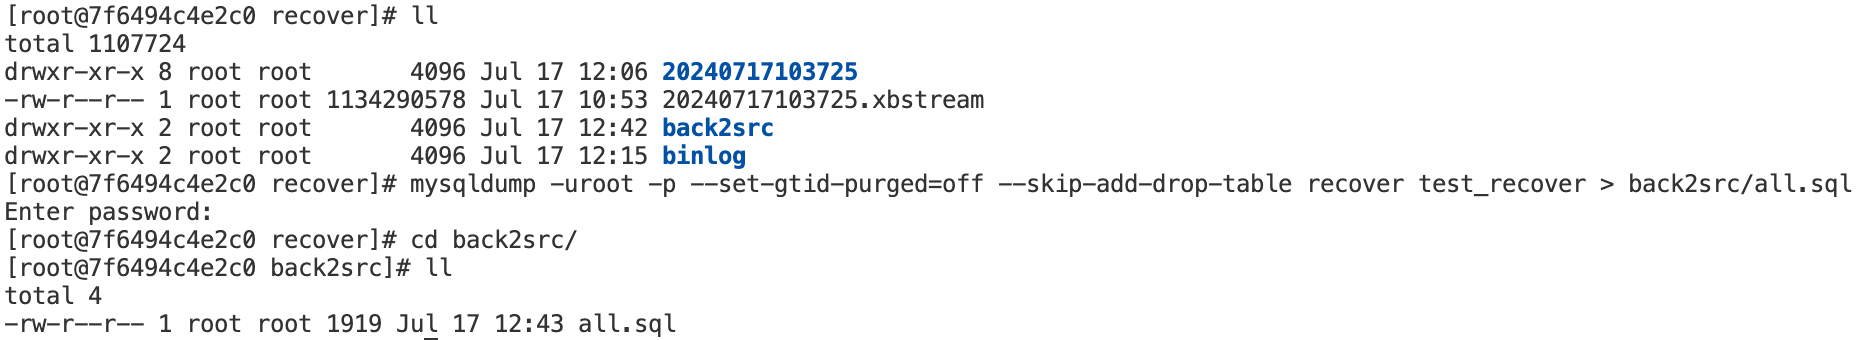 [root@7f6494c4e2c0 recover]# ll
total 1107724
drwxr-xr-x 8 root root       4096 Jul 17 12:06 20240717103725
-rw-r--r-- 1 root root 1134290578 Jul 17 10:53 20240717103725.xbstream
drwxr-xr-x 2 root root       4096 Jul 17 12:42 back2src
drwxr-xr-x 2 root root       4096 Jul 17 12:15 binlog
[root@7f6494c4e2c0 recover]# mysqldump -uroot -p --set-gtid-purged=off --skip-add-drop-table recover test_recover > back2src/all.sql
Enter password:
[root@7f6494c4e2c0 recover]# cd back2src/
[root@7f6494c4e2c0 back2src]# ll
total 4
-rw-r--r-- 1 root root 1919 Jul 17 12:43 all.sql